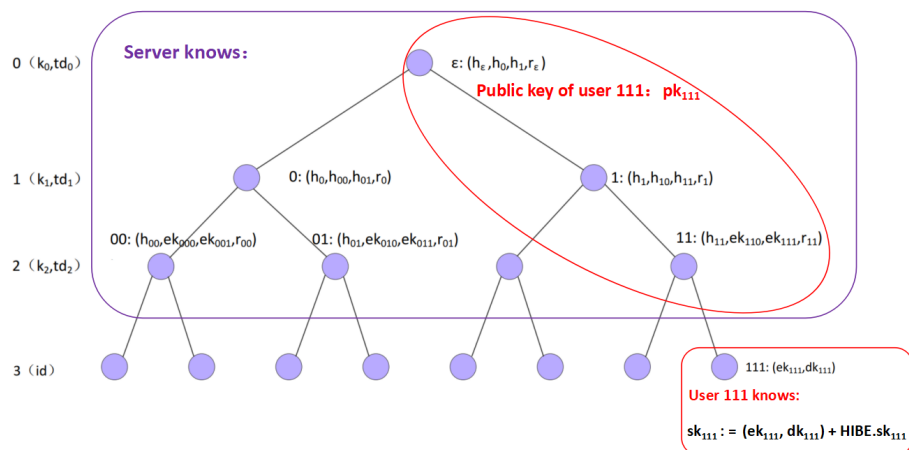 Server knows：
0（k₀,td₀）
ε: (hε,h₀,h₁,rε)
Public key of user 111： pk₁₁₁
1（k₁,td₁）
0: (h₀,h₀₀,h₀₁,r₀)
1: (h₁,h₁₀,h₁₁,r₁)
00: (h₀₀,ek₀₀₀,ek₀₀₁,r₀₀)
01: (h₀₁,ek₀₁₀,ek₀₁₁,r₀₁)
11: (h₁₁,ek₁₁₀,ek₁₁₁,r₁₁)
2（k₂,td₂）
3（id）
111: (ek₁₁₁,dk₁₁₁)
User 111 knows:
sk₁₁₁ : = (ek₁₁₁, dk₁₁₁) + HIBE.sk₁₁₁